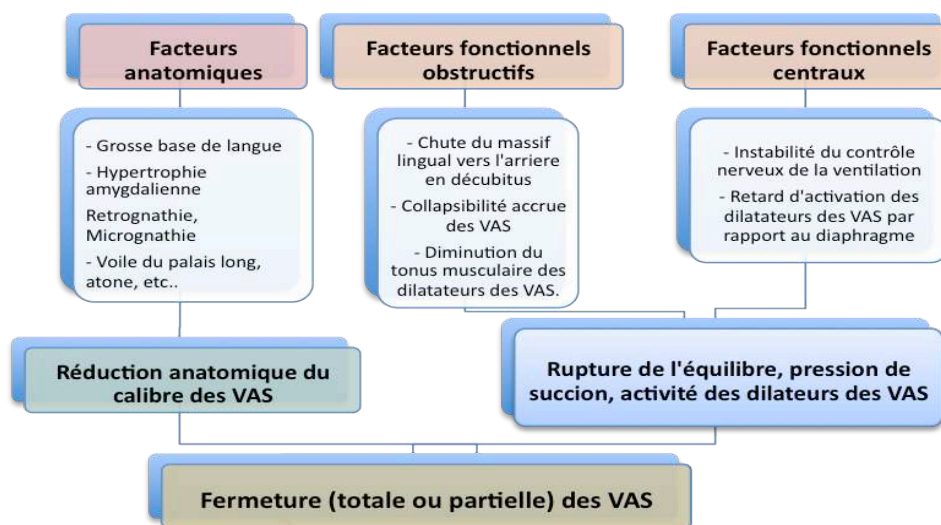 Facteurs
anatomiques
Facteurs fonctionnels
obstructifs
Facteurs fonctionnels
centraux
- Grosse base de langue
- Hypertrophie
amygdalienne
Retrognathie,
Micrognathie
- Voile du palais long,
atone, etc..
- Chute du massif
lingual vers l'arriere
en décubitus
- Collapsibilité accrue
des VAS
- Diminution du
tonus musculaire des
dilatateurs des VAS.
- Instabilité du contrôle
nerveux de la ventilation
- Retard d'activation des
dilatateurs des VAS par
rapport au diaphragme
Réduction anatomique du
calibre des VAS
Rupture de l'équilibre, pression de
succion, activité des dilateurs des VAS
Fermeture (totale ou partielle) des VAS